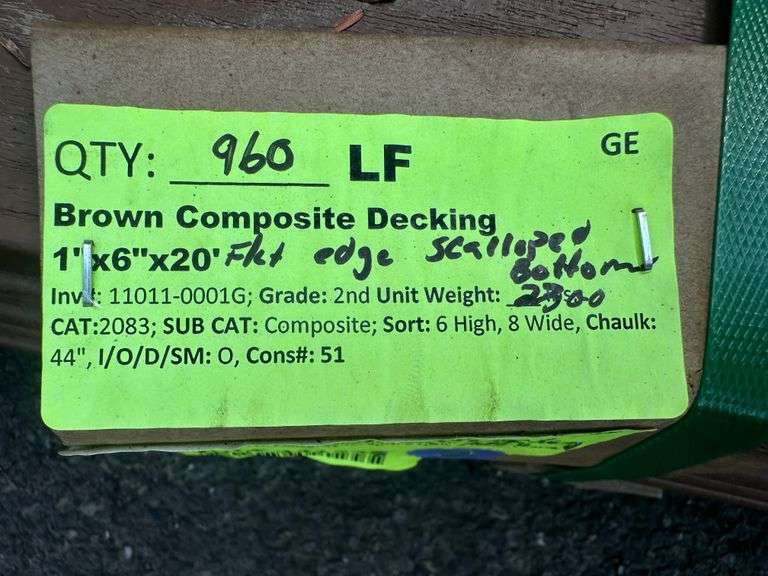 QTY: 960 LF
GE
Brown Composite Decking
1"x6"x20' Flat edge scalloped Bottom
Inv#: 11011-0001G; Grade: 2nd Unit Weight: 2300
CAT:2083; SUB CAT: Composite; Sort: 6 High, 8 Wide, Chaulk:
44", I/O/D/SM: O, Cons#: 51